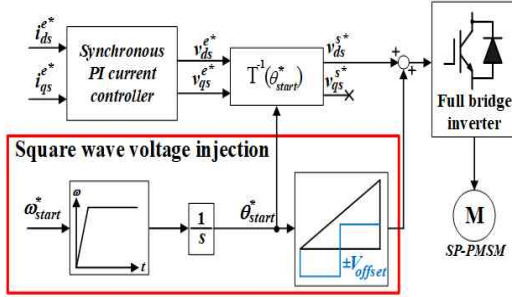 i_ds^e*
i_qs^e*
Synchronous
PI current
controller
v_ds^e*
v_qs^e*
T^-1(θ*_start)
v_ds^s*
v_qs^s*
+
+
Full bridge
inverter
M
SP-PMSM
Square wave voltage injection
ω*_start
ω
t
1
s
θ*_start
±V_offset